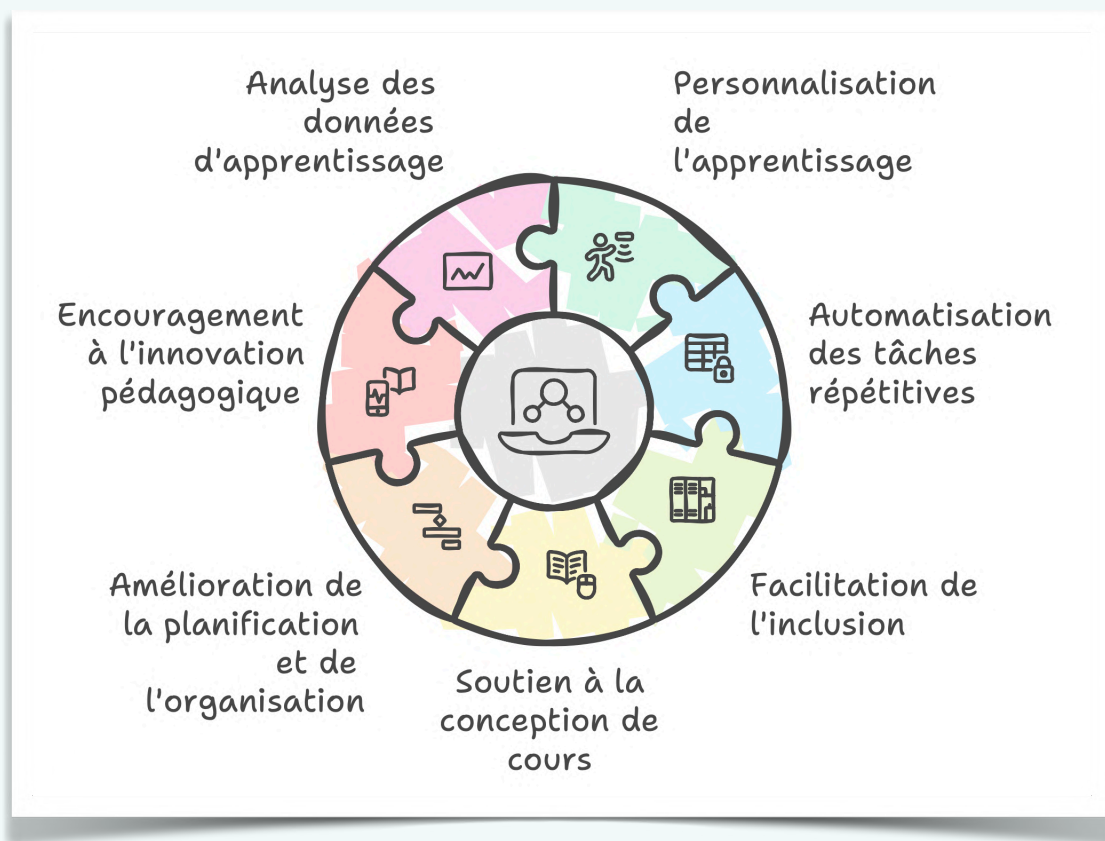 Analyse des
données
d'apprentissage
Personnalisation
de
l'apprentissage
Automatisation
des tâches
répétitives
Facilitation de
l'inclusion
Soutien à la
conception de
cours
Amélioration de
la planification
et de
l'organisation
Encouragement
à l'innovation
pédagogique